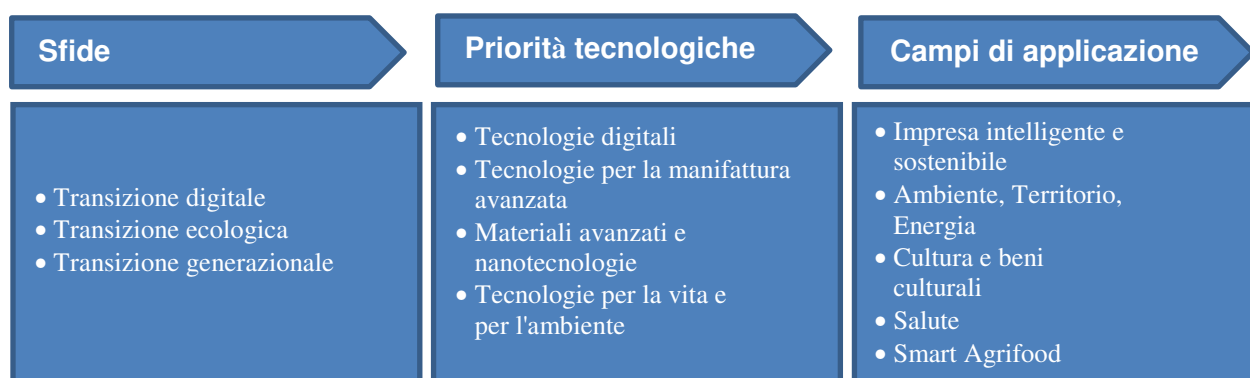 Sfide
• Transizione digitale
• Transizione ecologica
• Transizione generazionale
Priorità tecnologiche
• Tecnologie digitali
• Tecnologie per la manifattura
avanzata
• Materiali avanzati e
nanotecnologie
• Tecnologie per la vita e
per l'ambiente
Campi di applicazione
• Impresa intelligente e
sostenibile
• Ambiente, Territorio,
Energia
• Cultura e beni
culturali
• Salute
• Smart Agrifood